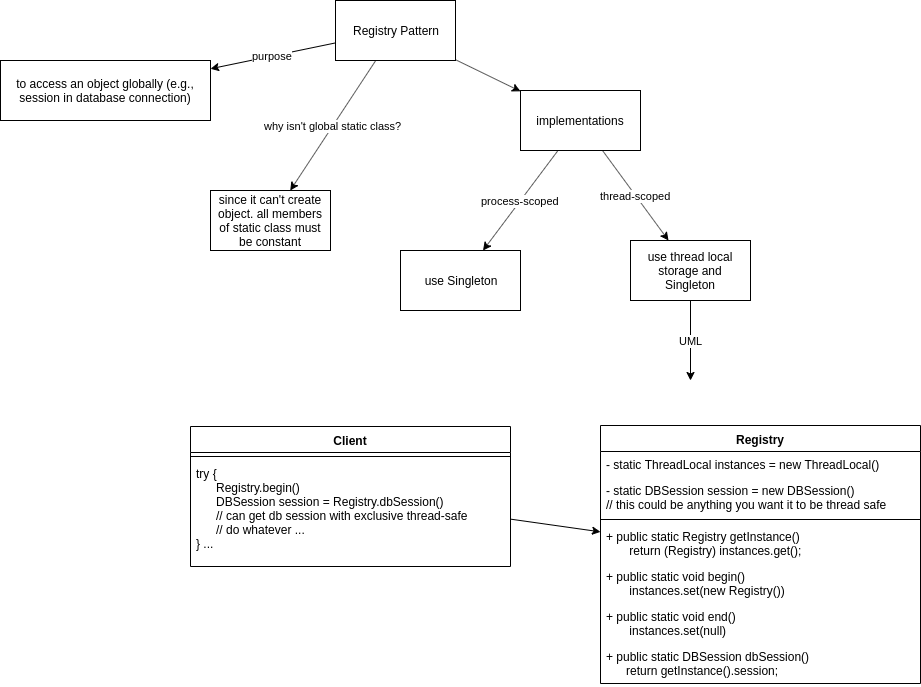 Registry Pattern
purpose
to access an object globally (e.g.,
session in database connection)
why isn't global static class?
implementations
since it can't create
object. all members
of static class must
be constant
process-scoped
thread-scoped
use Singleton
use thread local
storage and
Singleton
UML
Client
try {
Registry.begin()
DBSession session = Registry.dbSession()
// can get db session with exclusive thread-safe
// do whatever ...
} ...
Registry
- static ThreadLocal instances = new ThreadLocal()
- static DBSession session = new DBSession()
// this could be anything you want it to be thread safe
+ public static Registry getInstance()
return (Registry) instances.get();
+ public static void begin()
instances.set(new Registry())
+ public static void end()
instances.set(null)
+ public static DBSession dbSession()
return getInstance().session;